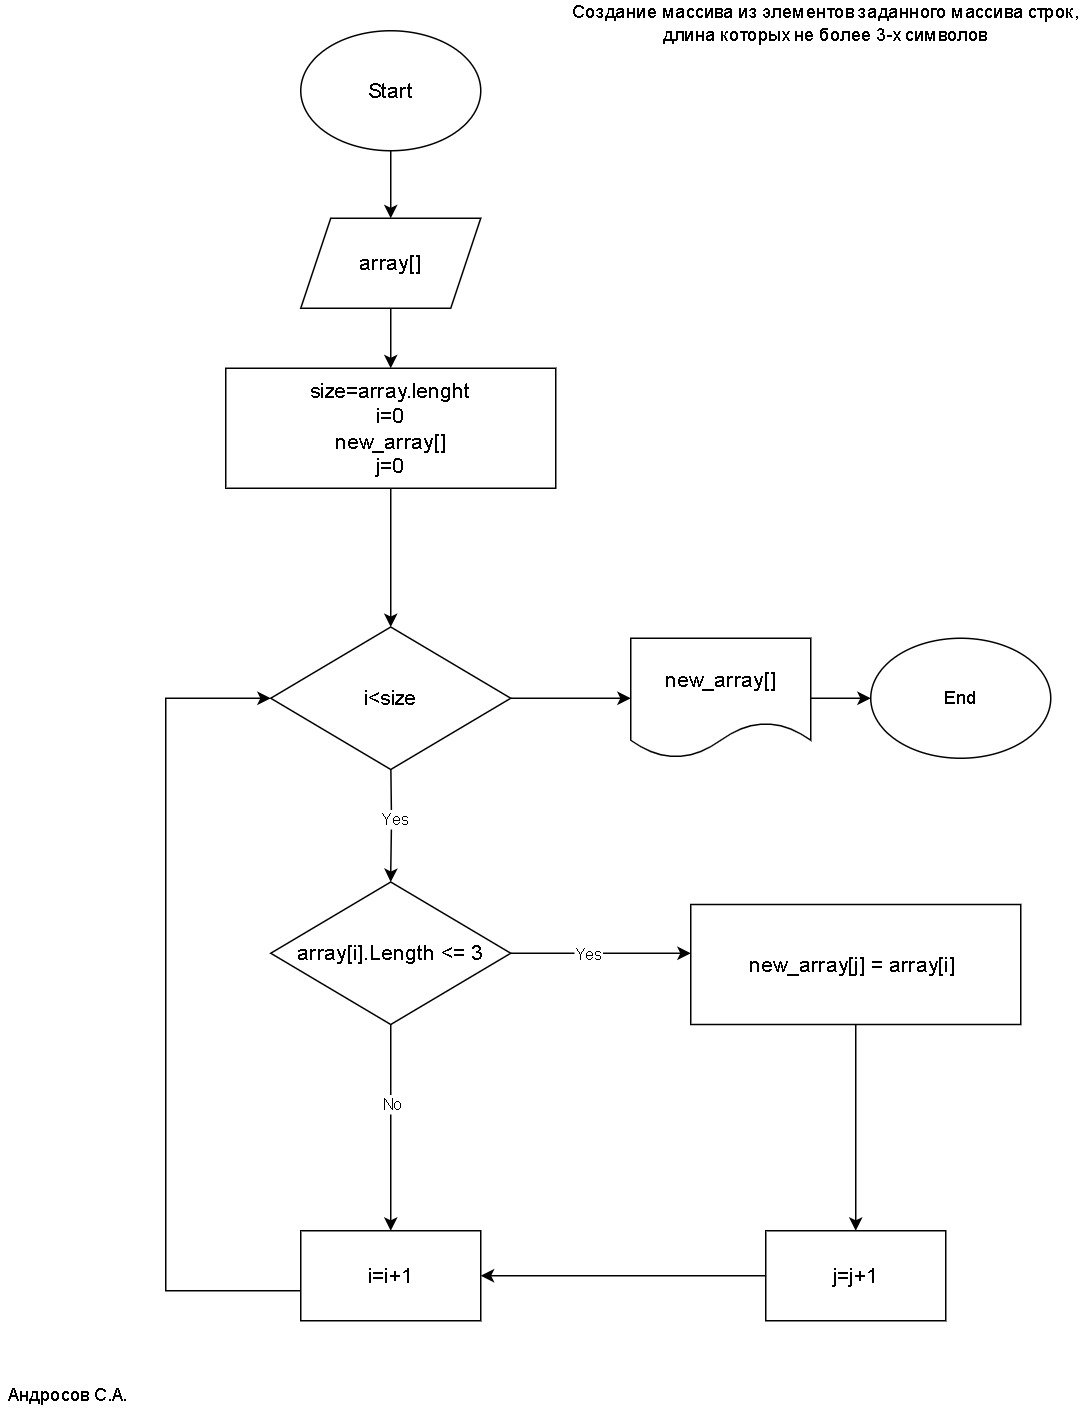 Создание массива из элементов заданного массива строк,
длина которых не более 3-х символов
Start
array[]
size=array.lenght
i=0
new_array[]
j=0
i<size
new_array[]
End
Yes
array[i].Length <= 3
Yes
new_array[j] = array[i]
No
i=i+1
j=j+1
Андросов С.А.